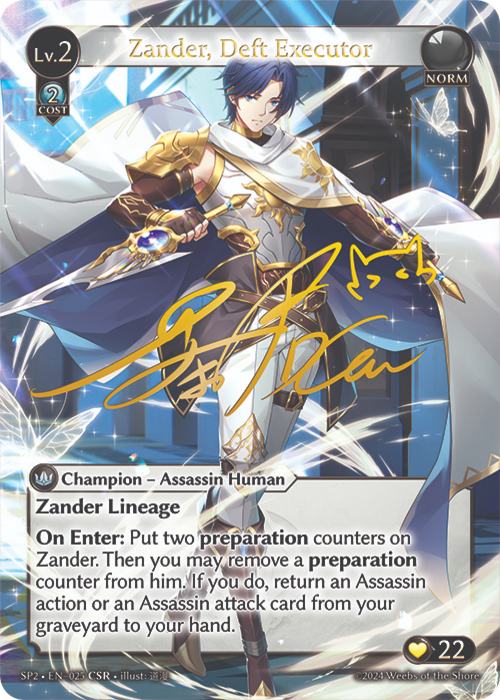 Lv.2
Zander, Deft Executor
NORM
2
COST
Champion – Assassin Human
Zander Lineage
On Enter: Put two preparation counters on
Zander. Then you may remove a preparation
counter from him. If you do, return an Assassin
action or an Assassin attack card from your
graveyard to your hand.
22
SP2 • EN-025 CSR • illust: 道满
©2024 Weebs of the Shore